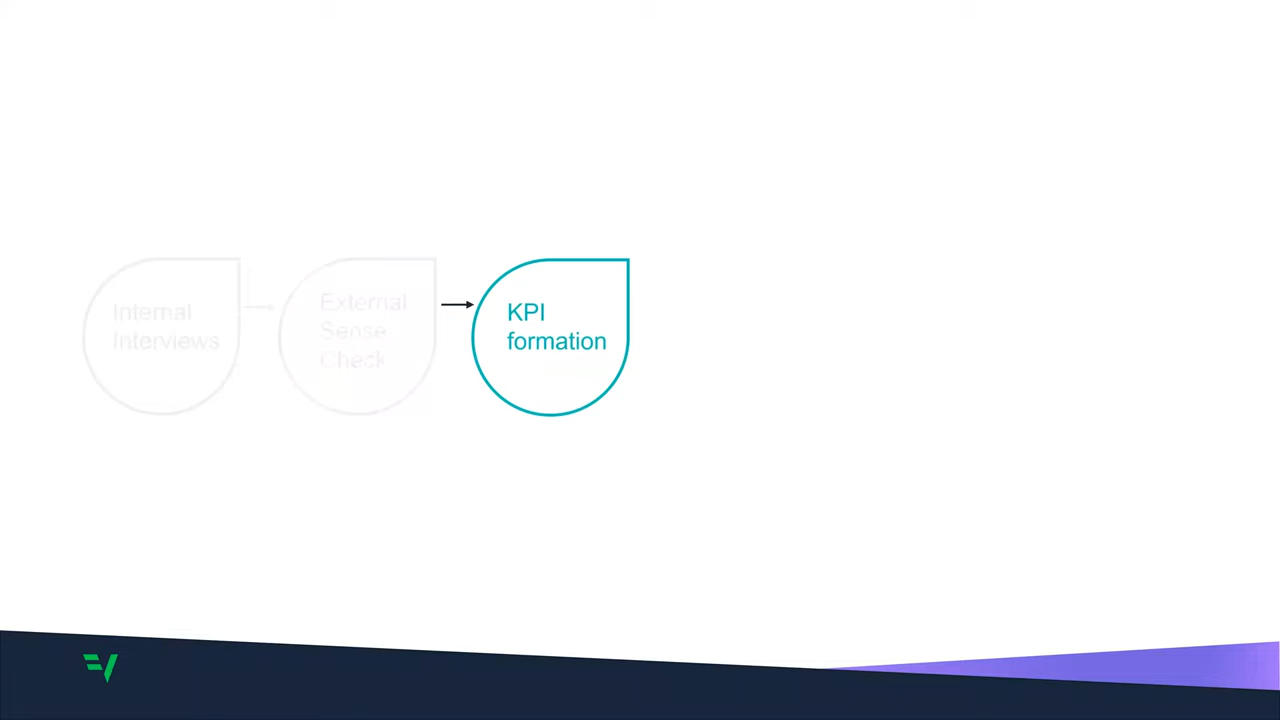 Internal
Interviews
External
Sense
Check
KPI
formation